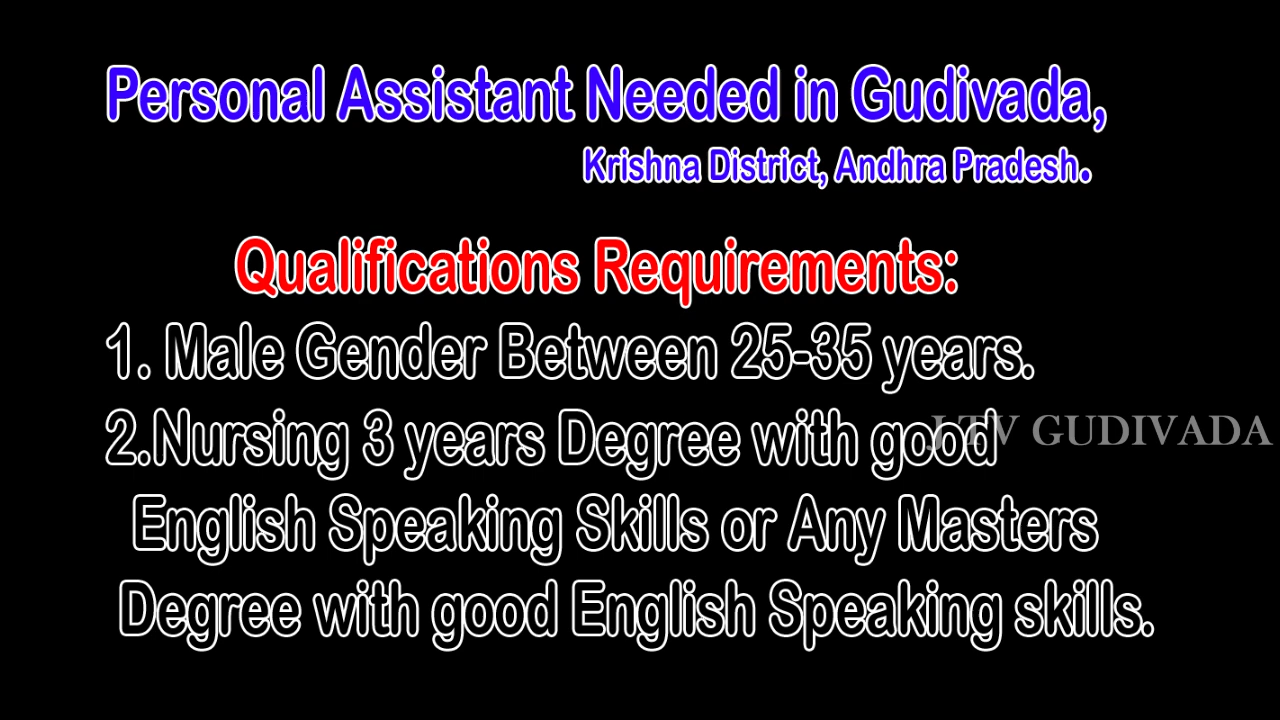 Personal Assistant Needed in Gudivada,
Krishna District, Andhra Pradesh.
Qualifications Requirements:
1. Male Gender Between 25-35 years.
2.Nursing 3 years Degree with good
J TV GUDIVADA
English Speaking Skills or Any Masters
Degree with good English Speaking skills.